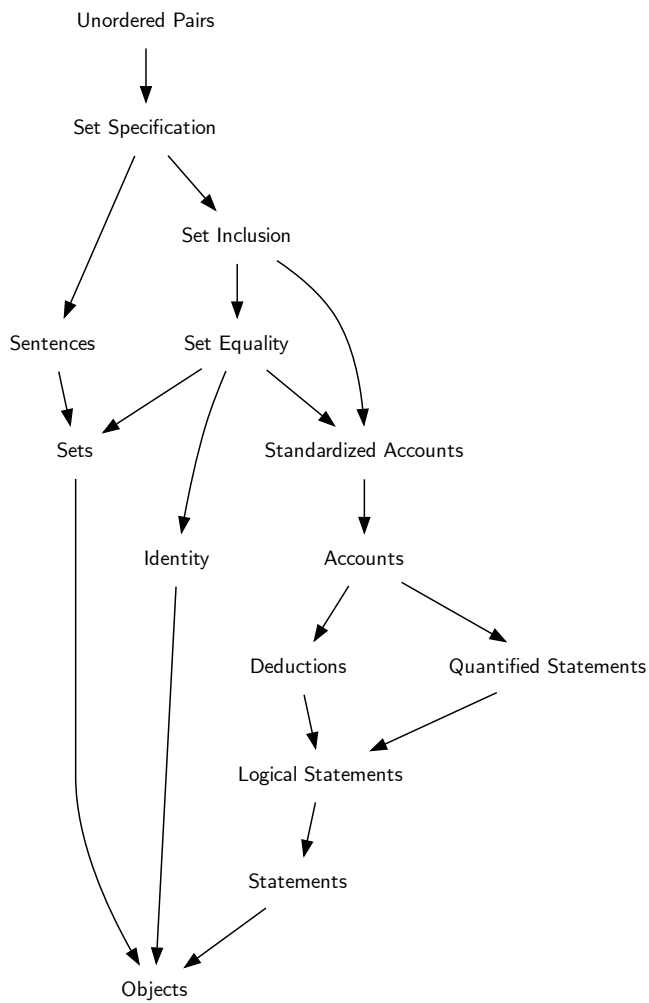 Unordered Pairs
Set Specification
Set Inclusion
Sentences
Set Equality
Sets
Standardized Accounts
Identity
Accounts
Deductions
Quantified Statements
Logical Statements
Statements
Objects